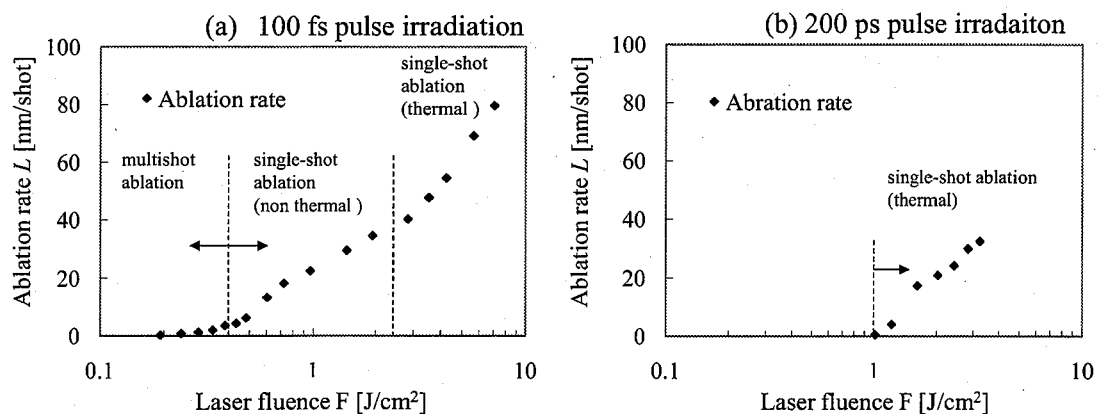 (a) 100 fs pulse irradiation
Ablation rate L [nm/shot]
100
80
60
40
20
0
Ablation rate
multishot
ablation
single-shot
ablation
(non thermal )
single-shot
ablation
(thermal )
0.1
1
10
Laser fluence F [J/cm²]
(b) 200 ps pulse irradaiton
Ablation rate L [nm/shot]
100
80
60
40
20
0
Abration rate
single-shot ablation
(thermal)
0.1
1
10
Laser fluence F [J/cm²]